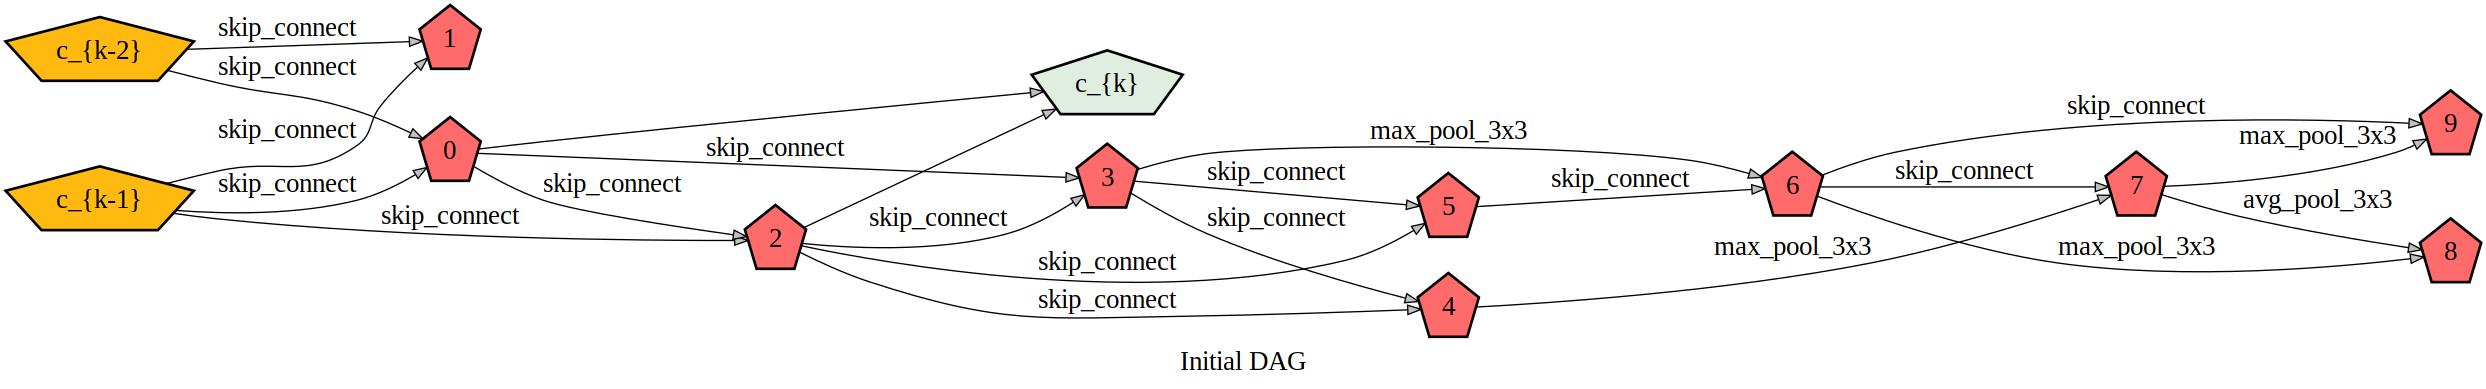 c_{k-2}
c_{k-1}
skip_connect
skip_connect
skip_connect
skip_connect
skip_connect
1
0
skip_connect
skip_connect
2
c_{k}
skip_connect
skip_connect
skip_connect
3
max_pool_3x3
skip_connect
skip_connect
5
4
skip_connect
max_pool_3x3
6
skip_connect
skip_connect
max_pool_3x3
7
max_pool_3x3
avg_pool_3x3
9
8
Initial DAG